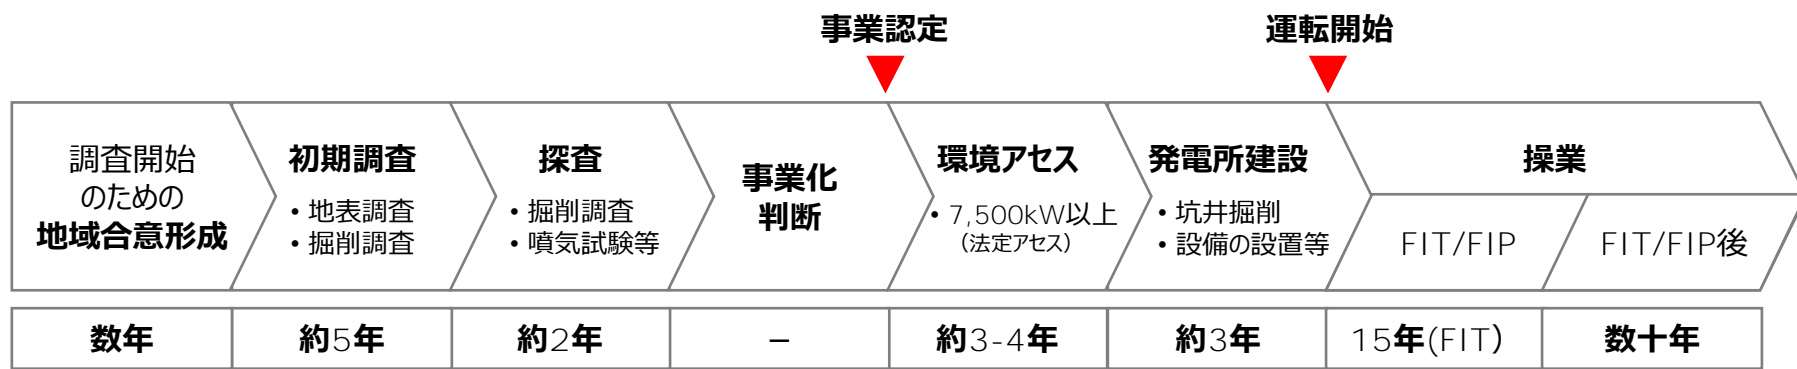 事業認定
運転開始
調査開始
のための
地域合意形成
初期調査
・地表調査
・掘削調査
探査
・掘削調査
・噴気試験等
事業化
判断
環境アセス
・7,500kW以上
（法定アセス）
発電所建設
・坑井掘削
・設備の設置等
操業
FIT/FIP
FIT/FIP後
数年
約5年
約2年
–
約3-4年
約3年
15年(FIT)
数十年